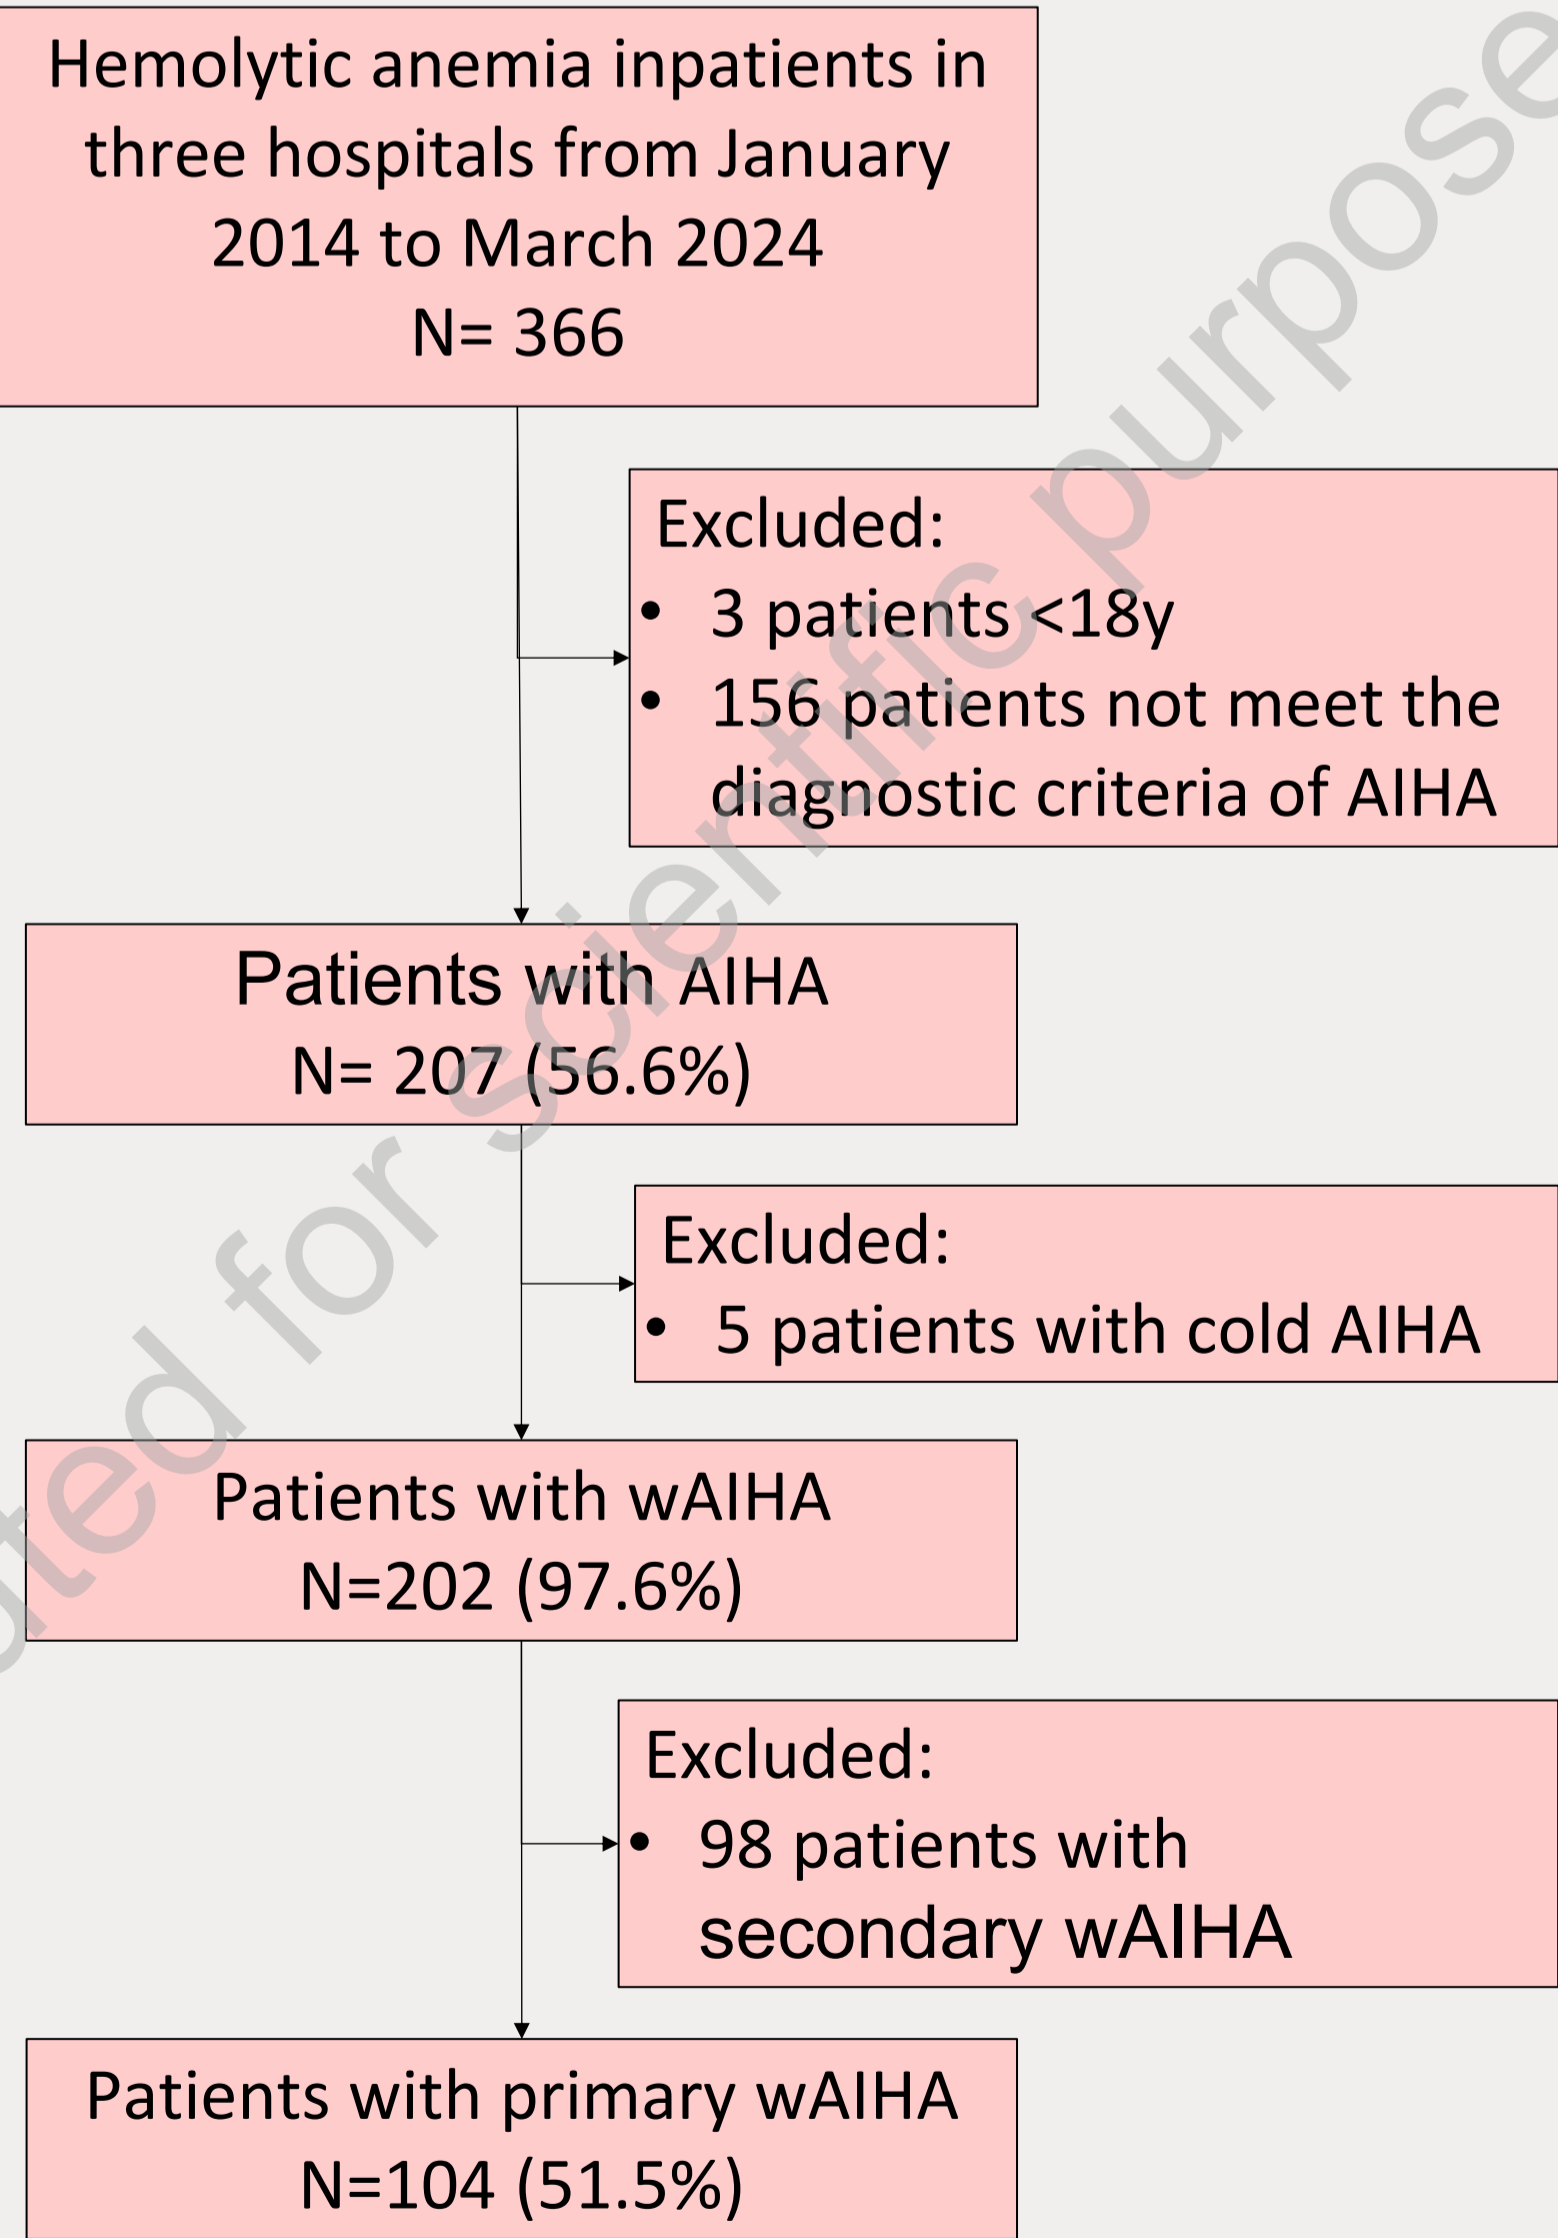 Hemolytic anemia inpatients in
three hospitals from January
2014 to March 2024
N= 366
Excluded:
• 3 patients <18y
• 156 patients not meet the
diagnostic criteria of AIHA
Patients with AIHA
N= 207 (56.6%)
Excluded:
• 5 patients with cold AIHA
Patients with wAIHA
N=202 (97.6%)
Excluded:
• 98 patients with
secondary wAIHA
Patients with primary wAIHA
N=104 (51.5%)
for scientific purpose